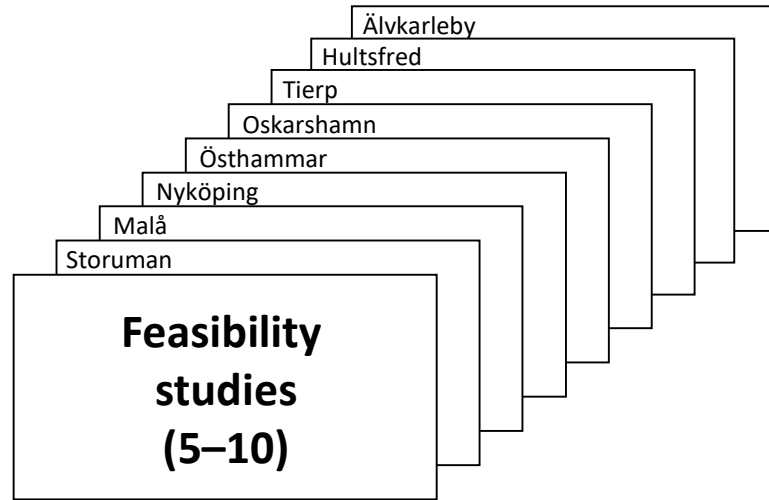 Älvkarleby
Hultsfred
Tierp
Oskarshamn
Östhammar
Nyköping
Malå
Storuman
Feasibility
studies
(5–10)